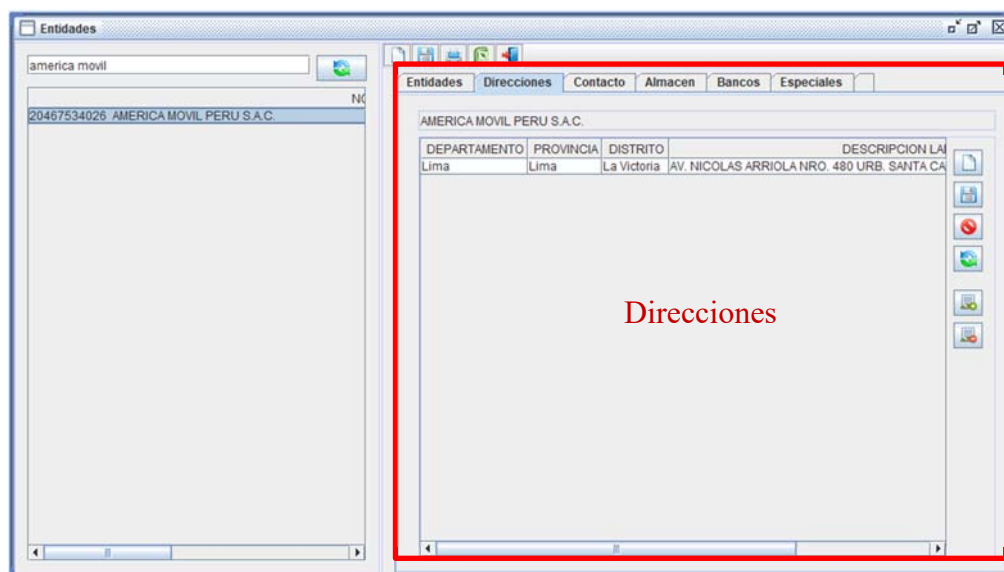 Entidades
america movil
NO
20467534026 AMERICA MOVIL PERU S.A.C.
Entidades Direcciones Contacto Almacen Bancos Especiales
AMERICA MOVIL PERU S.A.C.
DEPARTAMENTO PROVINCIA DISTRITO DESCRIPCION LA
Lima Lima La Victoria AV. NICOLAS ARRIOLA NRO. 480 URB. SANTA CA
Direcciones